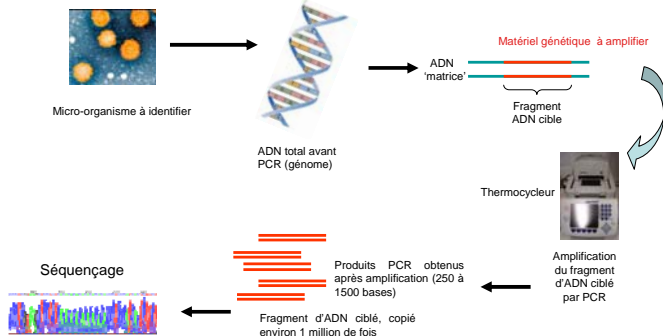 Matériel génétique à amplifier
ADN
'matrice'
Micro-organisme à identifier
Fragment
ADN cible
ADN total avant
PCR (génome)
Thermocycleur
Amplification
du fragment
d'ADN ciblé
par PCR
Produits PCR obtenus
après amplification (250 à
1500 bases)
Fragment d'ADN ciblé, copié
environ 1 million de fois
Séquençage